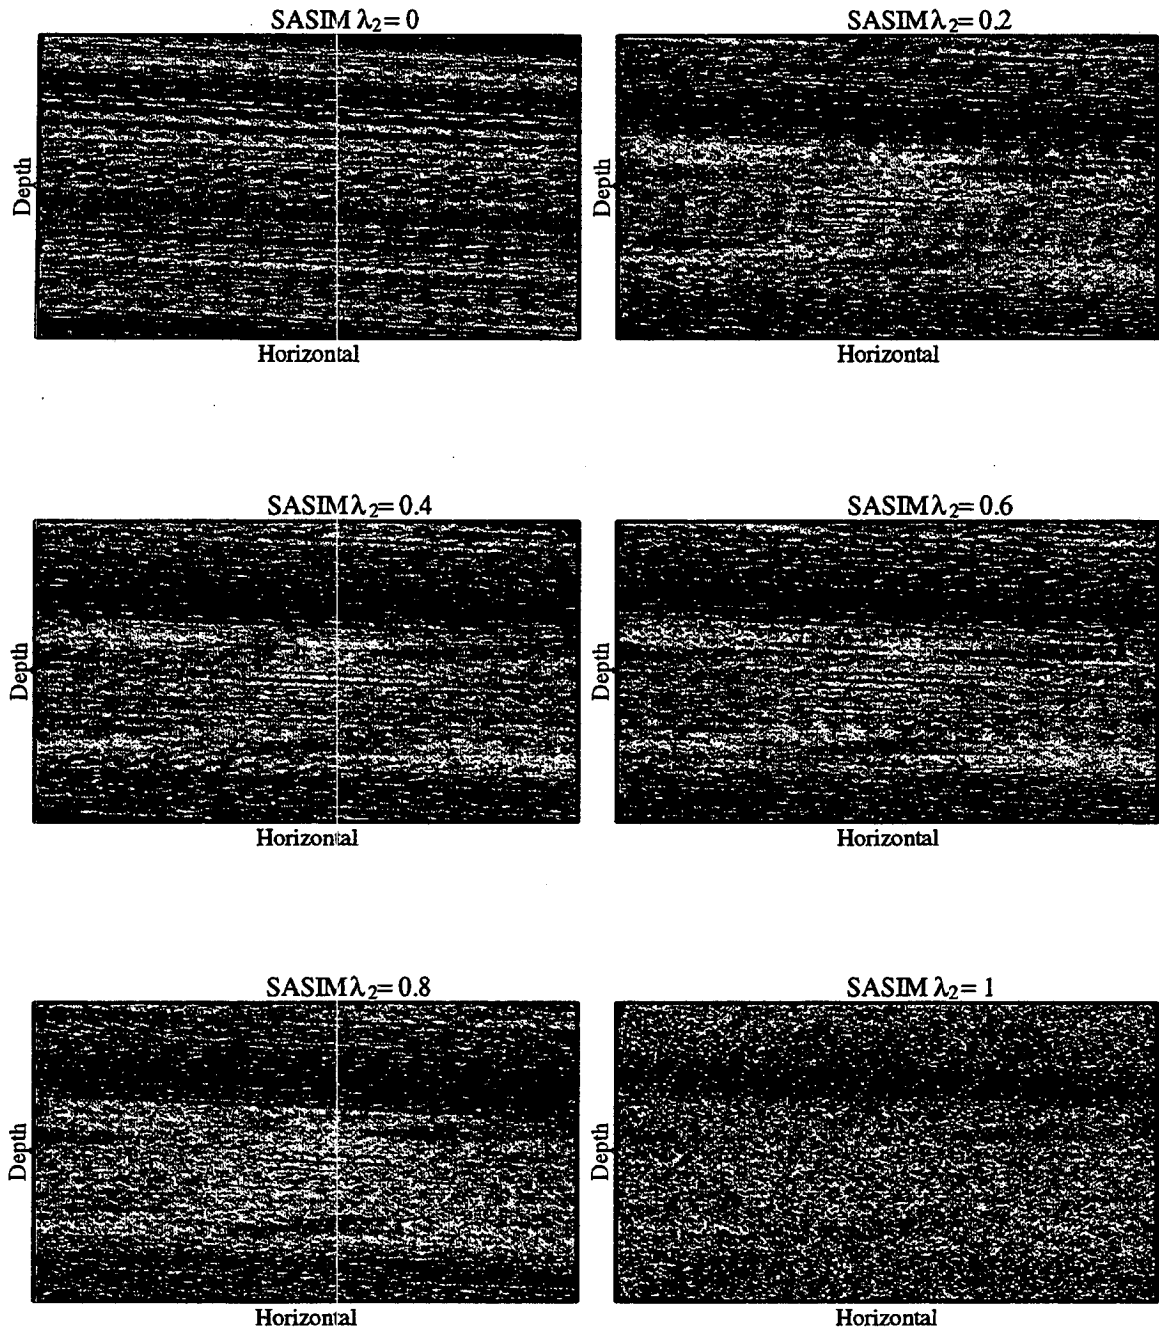 SASIM λ₂= 0
SASIM λ₂= 0.2
Depth
Depth
Horizontal
Horizontal
SASIM λ₂= 0.4
SASIM λ₂= 0.6
Depth
Depth
Horizontal
Horizontal
SASIM λ₂= 0.8
SASIM λ₂= 1
Depth
Depth
Horizontal
Horizontal